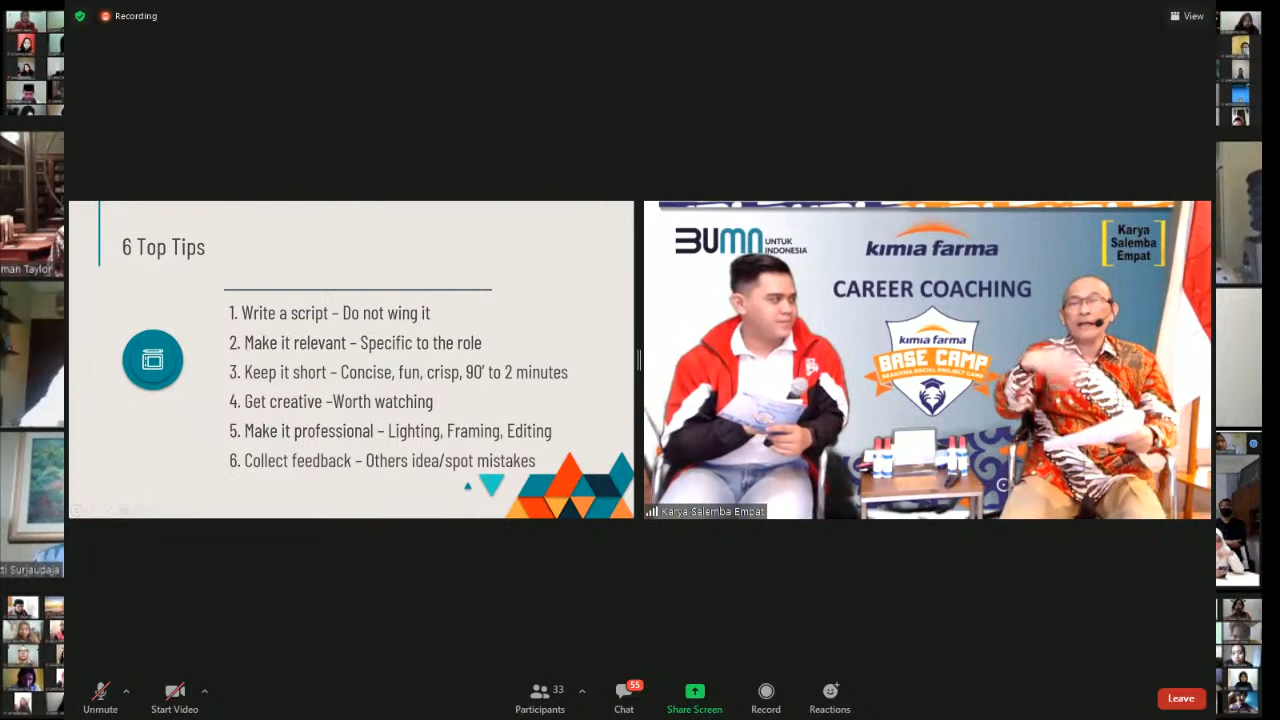 Recording
View
6 Top Tips
1. Write a script – Do not wing it
2. Make it relevant – Specific to the role
3. Keep it short – Concise, fun, crisp, 90’ to 2 minutes
4. Get creative –Worth watching
5. Make it professional – Lighting, Framing, Editing
6. Collect feedback – Others idea/spot mistakes
BUMN UNTUK
INDONESIA
kimia farma
Karya
Salemba
Empat
CAREER COACHING
kimia farma
BASE CAMP
Karya Salemba Empat
man Taylor
ti Surjaudaja
Unmute
Start Video
Participants
33
Chat
55
Share Screen
Record
Reactions
Leave